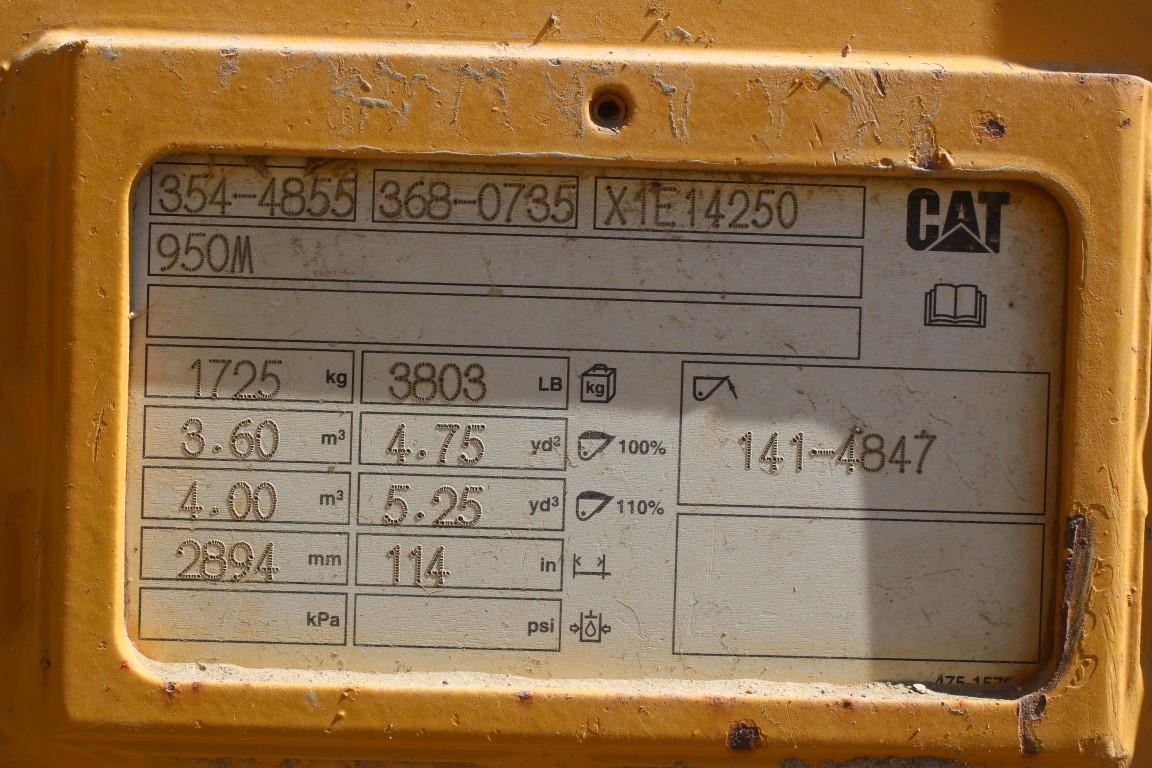 354-4855 368-0735 X1E14250 CAT
950M
1725 kg 3803 LB kg
3.60 m³ 4.75 yd³ 100%
141-4847
4.00 m³ 5.25 yd³ 110%
2894 mm 114 in
kPa psi